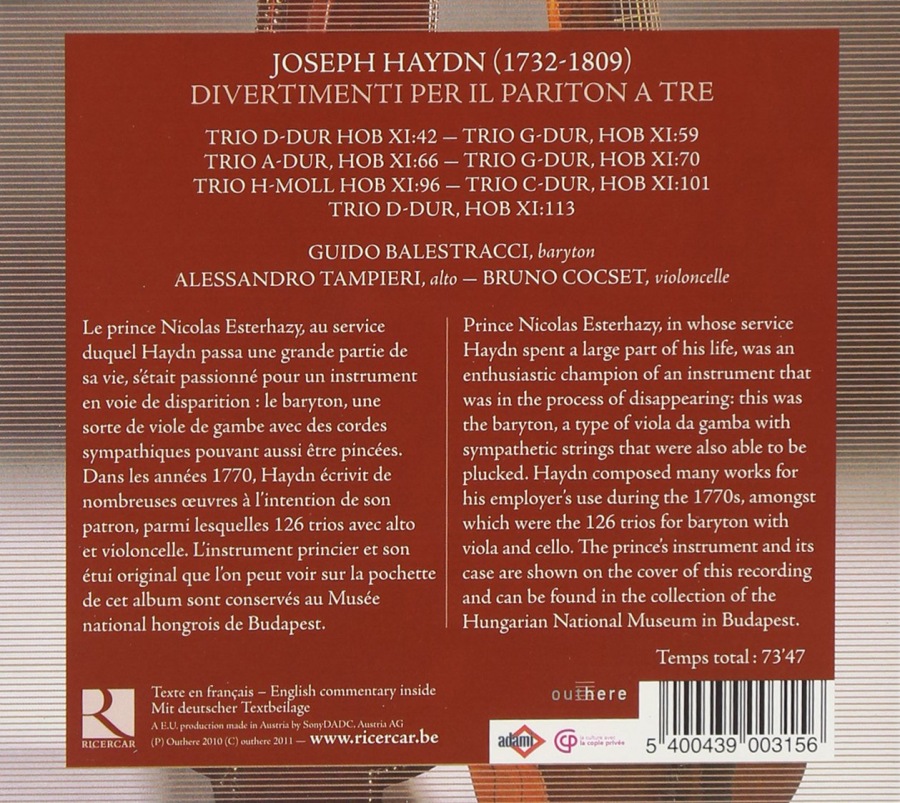 JOSEPH HAYDN (1732-1809)
DIVERTIMENTI PER IL PARITON A TRE
TRIO D-DUR HOB XI:42 – TRIO G-DUR, HOB XI:59
TRIO A-DUR, HOB XI:66 – TRIO G-DUR, HOB XI:70
TRIO H-MOLL HOB XI:96 – TRIO C-DUR, HOB XI:101
TRIO D-DUR, HOB XI:113
GUIDO BALESTRACCI, baryton
ALESSANDRO TAMPIERI, alto – BRUNO COCSET, violoncelle
Le prince Nicolas Esterhazy, au service
duquel Haydn passa une grande partie de
sa vie, s'était passionné pour un instrument
en voie de disparition : le baryton, une
sorte de viole de gambe avec des cordes
sympathiques pouvant aussi être pincées.
Dans les années 1770, Haydn écrivit de
nombreuses œuvres à l'intention de son
patron, parmi lesquelles 126 trios avec alto
et violoncelle. L'instrument princier et son
étui original que l'on peut voir sur la pochette
de cet album sont conservés au Musée
national hongrois de Budapest.
Prince Nicolas Esterhazy, in whose service
Haydn spent a large part of his life, was an
enthusiastic champion of an instrument that
was in the process of disappearing: this was
the baryton, a type of viola da gamba with
sympathetic strings that were also able to be
plucked. Haydn composed many works for
his employer's use during the 1770s, amongst
which were the 126 trios for baryton with
viola and cello. The prince's instrument and its
case are shown on the cover of this recording
and can be found in the collection of the
Hungarian National Museum in Budapest.
Temps total : 73'47
RICERCAR
Texte en français – English commentary inside
Mit deutscher Textbeilage
A E.U. production made in Austria by SonyDADC, Austria AG
(P) Outhere 2010 (C) outhere 2011 – www.ricercar.be
outhere
adami
la culture avec
la copie privée
5 400439 003156